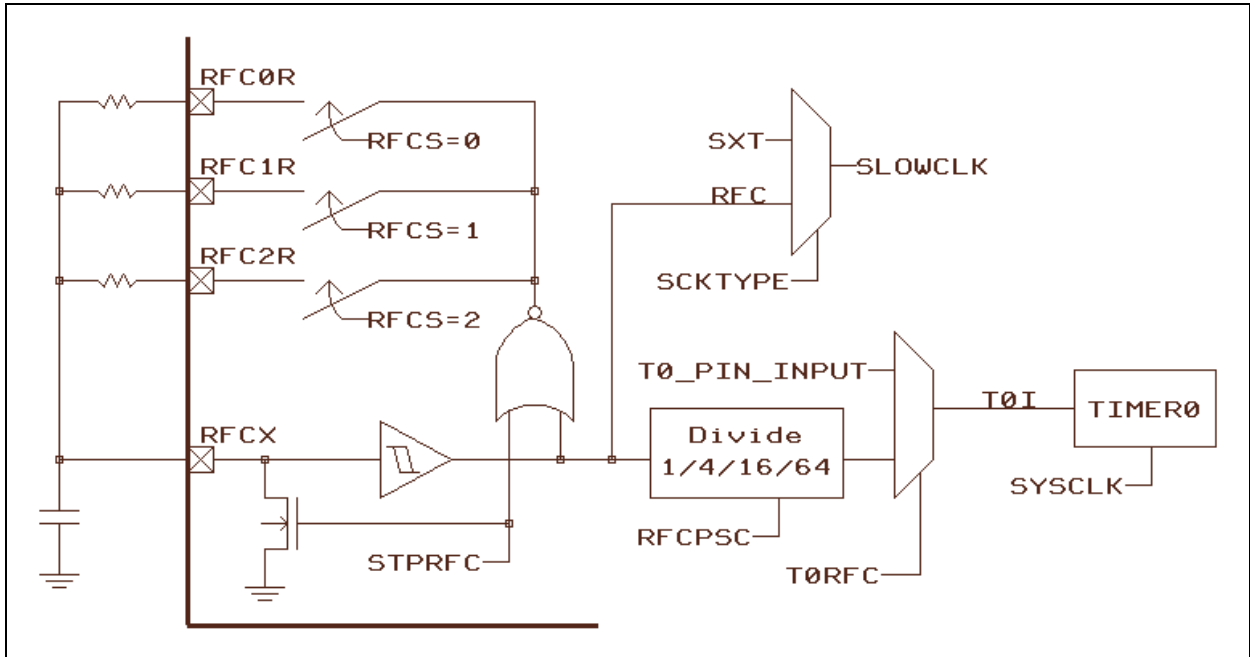 RFC0R
RFCS=0
RFC1R
RFCS=1
RFC2R
RFCS=2
SXT
RFC
SLOWCLK
SCKTYPE
T0_PIN_INPUT
T0I
TIMER0
RFCX
Divide
1/4/16/64
SYSCLK
RFCPSC
STPRFC
T0RFC